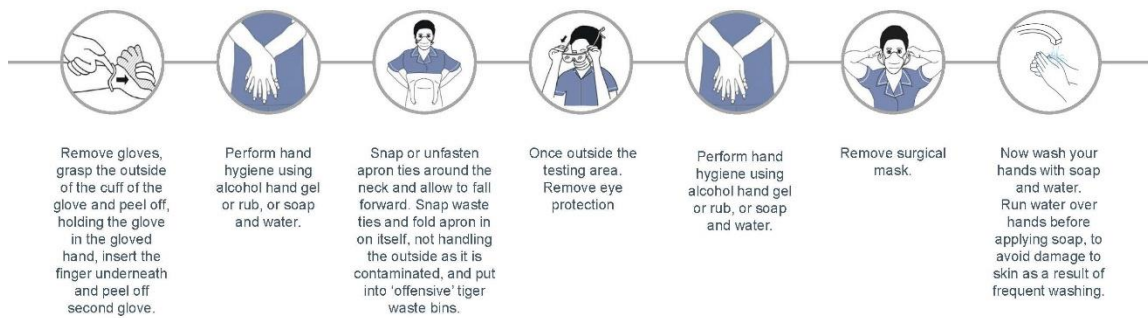 Remove gloves,
grasp the outside
of the cuff of the
glove and peel off,
holding the glove
in the gloved
hand, insert the
finger underneath
and peel off
second glove.
Perform hand
hygiene using
alcohol hand gel
or rub, or soap
and water.
Snap or unfasten
apron ties around
the neck and allow to fall
forward. Snap waste
ties and fold apron in
on itself, not handling
the outside as it is
contaminated, and put
into ‘offensive’ tiger
waste bins.
Once outside the
testing area.
Remove eye
protection
Perform hand
hygiene using
alcohol hand gel
or rub, or soap
and water.
Remove surgical
mask.
Now wash your
hands with soap
and water.
Run water over
hands before
applying soap, to
avoid damage to
skin as a result of
frequent washing.